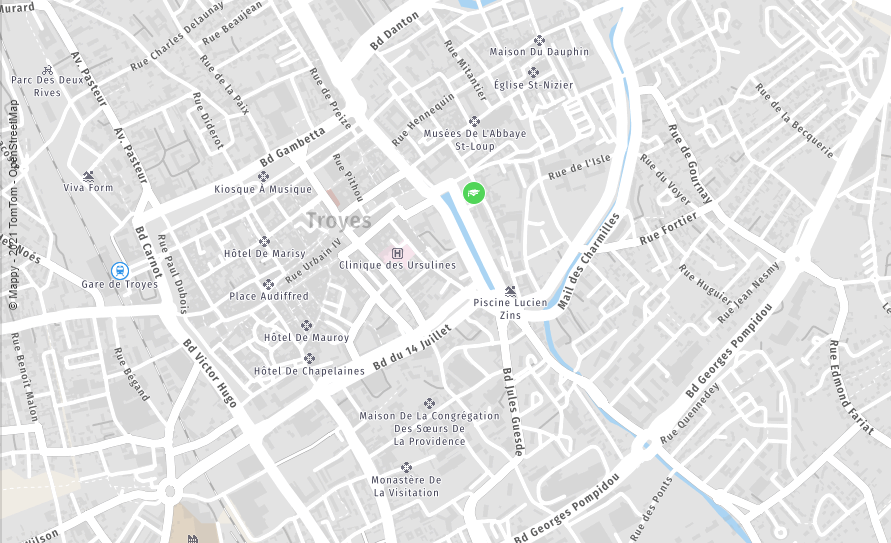 Murard
Rue Charles Delaunay
Rue Beaujean
Bd Danton
Maison Du Dauphin
Rue Mitantier
Av. Pasteur
Parc Des Deux
Rives
Rue de la Paix
Rue de Preize
Église St-Nizier
Rue Diderot
Rue Hennequin
Rue de la Becquerie
Musées De L'Abbaye
St-Loup
Av. Pasteur
Bd Gambetta
Rue de Gournay
Rue de l'Isle
Rue du Voyer
Viva Form
Kiosque À Musique
Rue Pithou
Troyes
Rue Fortier
Bd Carnot
Rue Paul Dubois
es Noes
Hôtel De Marisy
Rue Urbain IV
Clinique des Ursulines
H
Mail des Charmilles
Gare de Troyes
Rue Huguier
Rue Jean Nesmy
Place Audiffred
Piscine Lucien
Zins
Hôtel De Mauroy
Bd du 14 Juillet
Bd Georges Pompidou
Rue Benoît Malon
Rue Bégand
Bd Victor Hugo
Hôtel De Chapelaines
Rue Edmond Fariat
Bd Jules Guesde
Rue Quennedey
Maison De La Congrégation
Des Sœurs De
La Providence
Monastère De
La Visitation
Bd Georges Pompidou
Rue des Ponts
Wilson
© Mappy - 2021 TomTom - OpenStreetMap